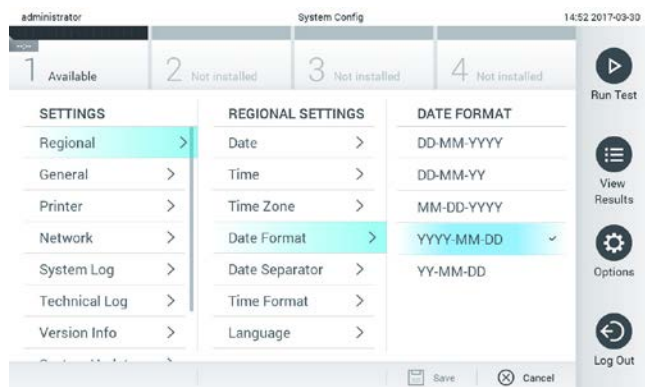 administrator System Config 14:52 2017-03-30
1 Available 2 Not installed 3 Not installed 4 Not installed
Run Test
SETTINGS REGIONAL SETTINGS DATE FORMAT
Regional Date DD-MM-YYYY
General Time DD-MM-YY
View
Results
Printer Time Zone MM-DD-YYYY
Network Date Format YYYY-MM-DD
System Log Date Separator YY-MM-DD
Options
Technical Log Time Format
Version Info Language
Log Out
Save Cancel